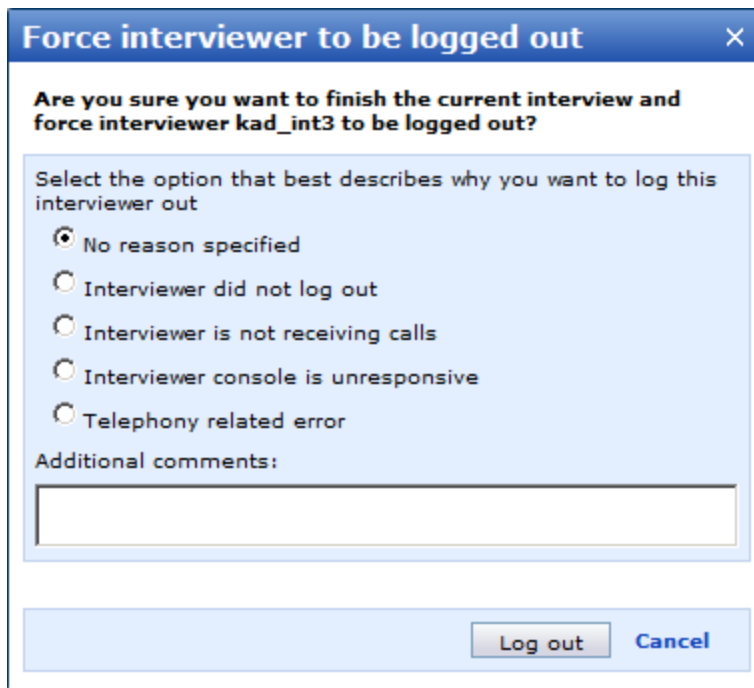 Force interviewer to be logged out
Are you sure you want to finish the current interview and
force interviewer kad_int3 to be logged out?
Select the option that best describes why you want to log this
interviewer out
No reason specified
Interviewer did not log out
Interviewer is not receiving calls
Interviewer console is unresponsive
Telephony related error
Additional comments:
Log out Cancel